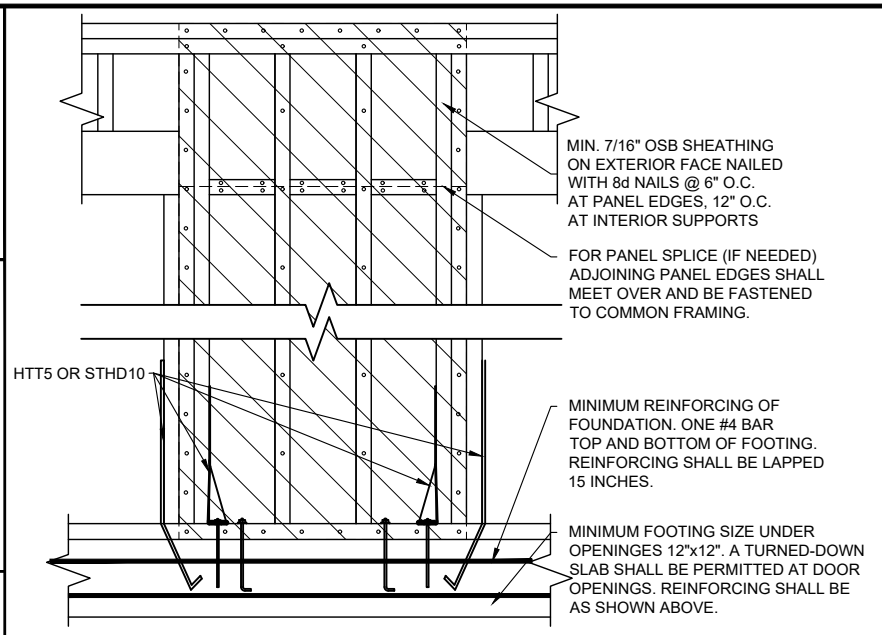 MIN. 7/16" OSB SHEATHING
ON EXTERIOR FACE NAILED
WITH 8d NAILS @ 6" O.C.
AT PANEL EDGES, 12" O.C.
AT INTERIOR SUPPORTS
FOR PANEL SPLICE (IF NEEDED)
ADJOINING PANEL EDGES SHALL
MEET OVER AND BE FASTENED
TO COMMON FRAMING.
HTT5 OR STHD10
MINIMUM REINFORCING OF
FOUNDATION. ONE #4 BAR
TOP AND BOTTOM OF FOOTING.
REINFORCING SHALL BE LAPPED
15 INCHES.
MINIMUM FOOTING SIZE UNDER
OPENINGES 12"x12". A TURNED-DOWN
SLAB SHALL BE PERMITTED AT DOOR
OPENINGS. REINFORCING SHALL BE
AS SHOWN ABOVE.